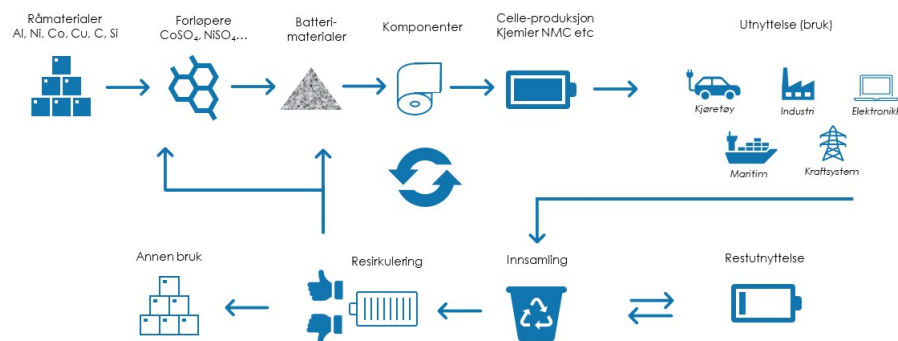 Råmaterialer
Al, Ni, Co, Cu, C, Si
Forløpere
CoSO₄, NiSO₄...
Batteri-
materialer
Komponenter
Celle-produksjon
Kjemier NMC etc
Utnyttelse (bruk)
Kjøretøy
Industri
Elektronikk
Maritim
Kraftsystem
Annen bruk
Resirkulering
Innsamling
Restutnyttelse